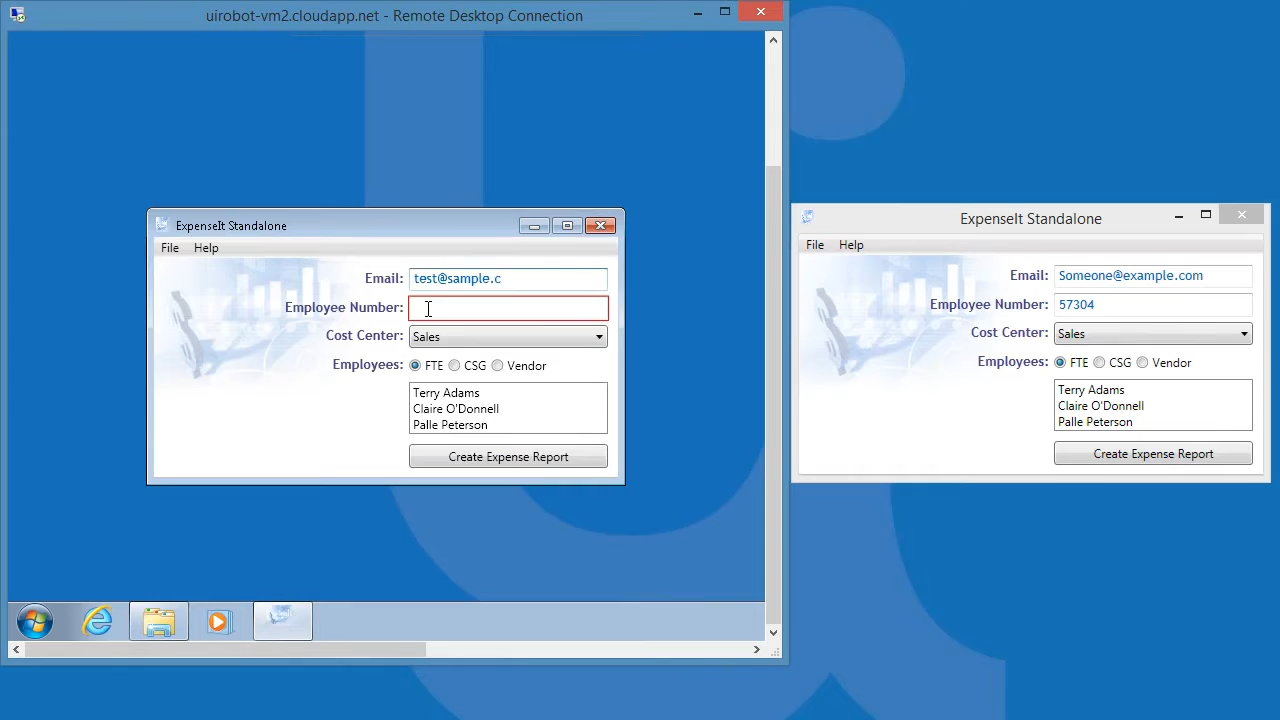 uirobot-vm2.cloudapp.net - Remote Desktop Connection
ExpenseIt Standalone
File Help
Email: test@sample.c
Employee Number:
Cost Center: Sales
Employees: FTE CSG Vendor
Terry Adams
Claire O'Donnell
Palle Peterson
Create Expense Report
ExpenseIt Standalone
File Help
Email: Someone@example.com
Employee Number: 57304
Cost Center: Sales
Employees: FTE CSG Vendor
Terry Adams
Claire O'Donnell
Palle Peterson
Create Expense Report